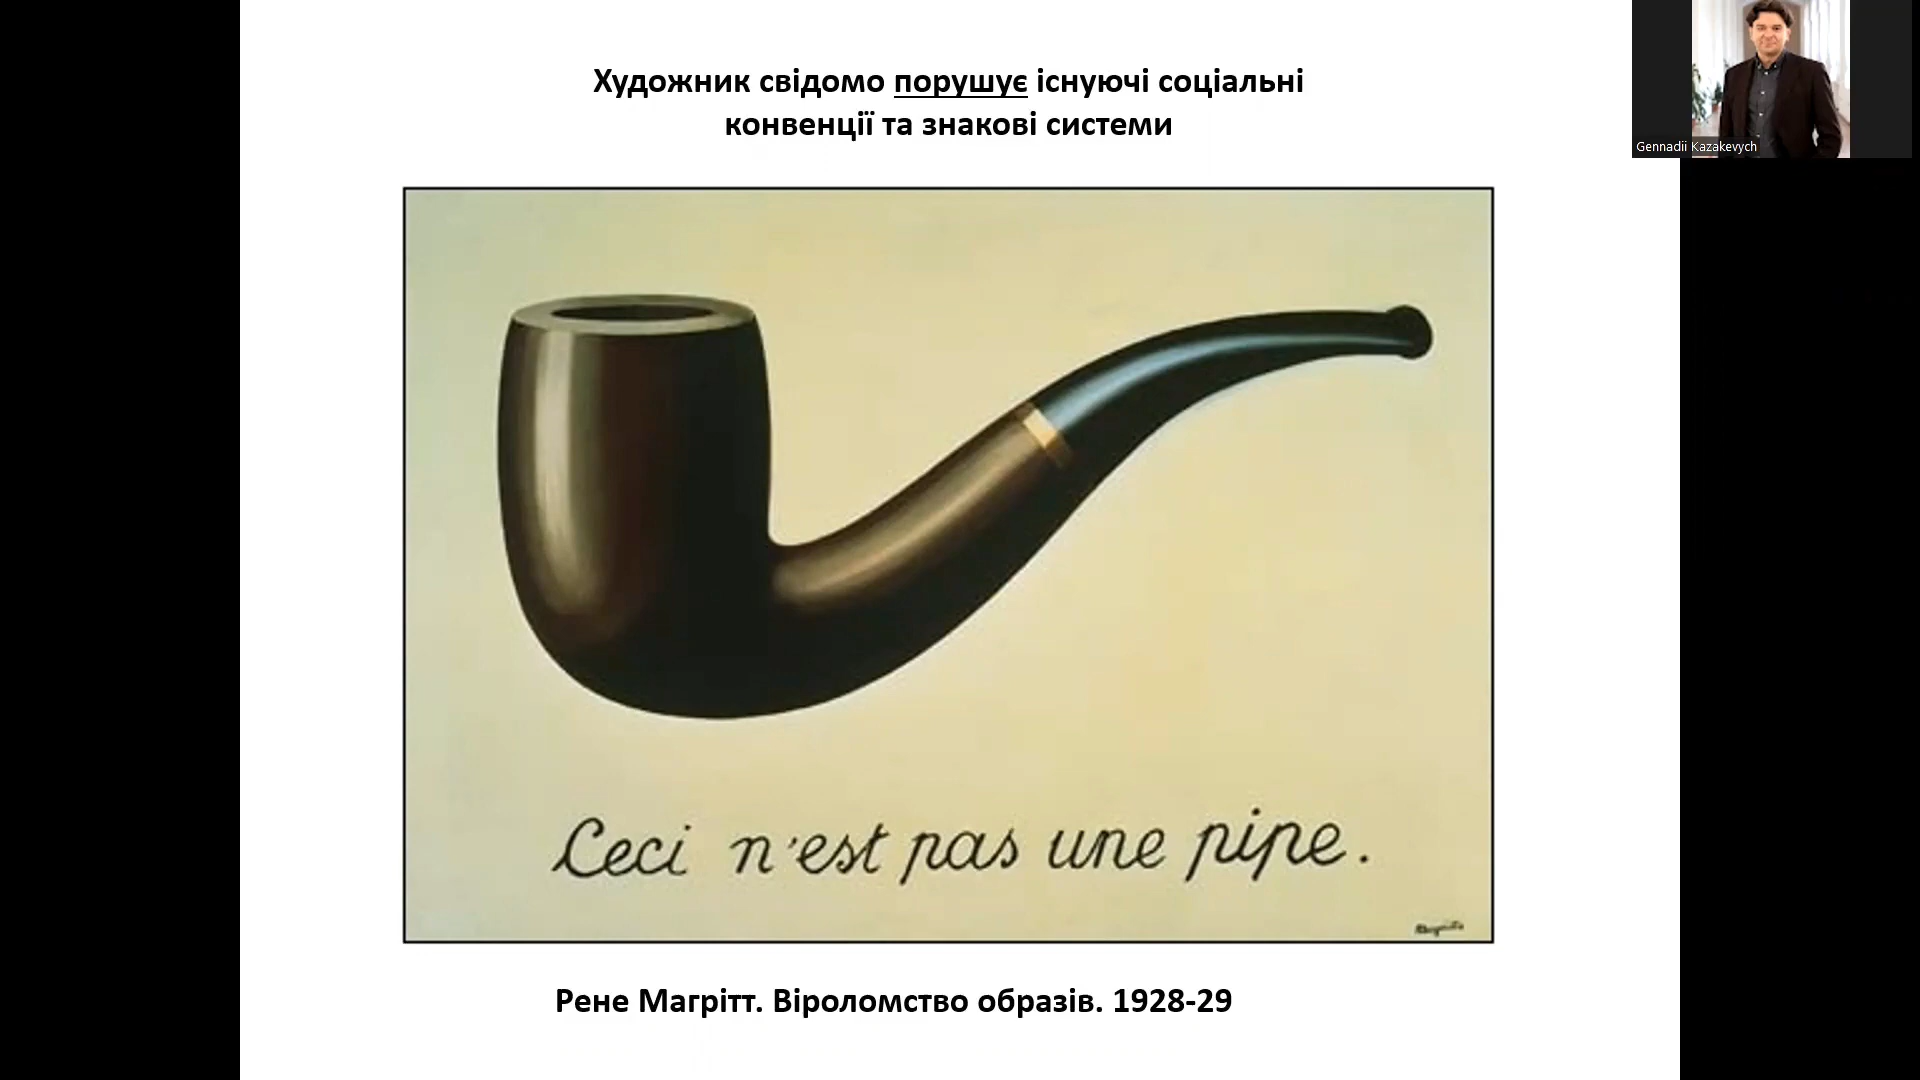 Художник свідомо порушує існуючі соціальні
конвенції та знакові системи
Gennadii Kazakevych
Ceci n'est pas une pipe.
Magritte
Рене Магрітт. Віроломство образів. 1928-29